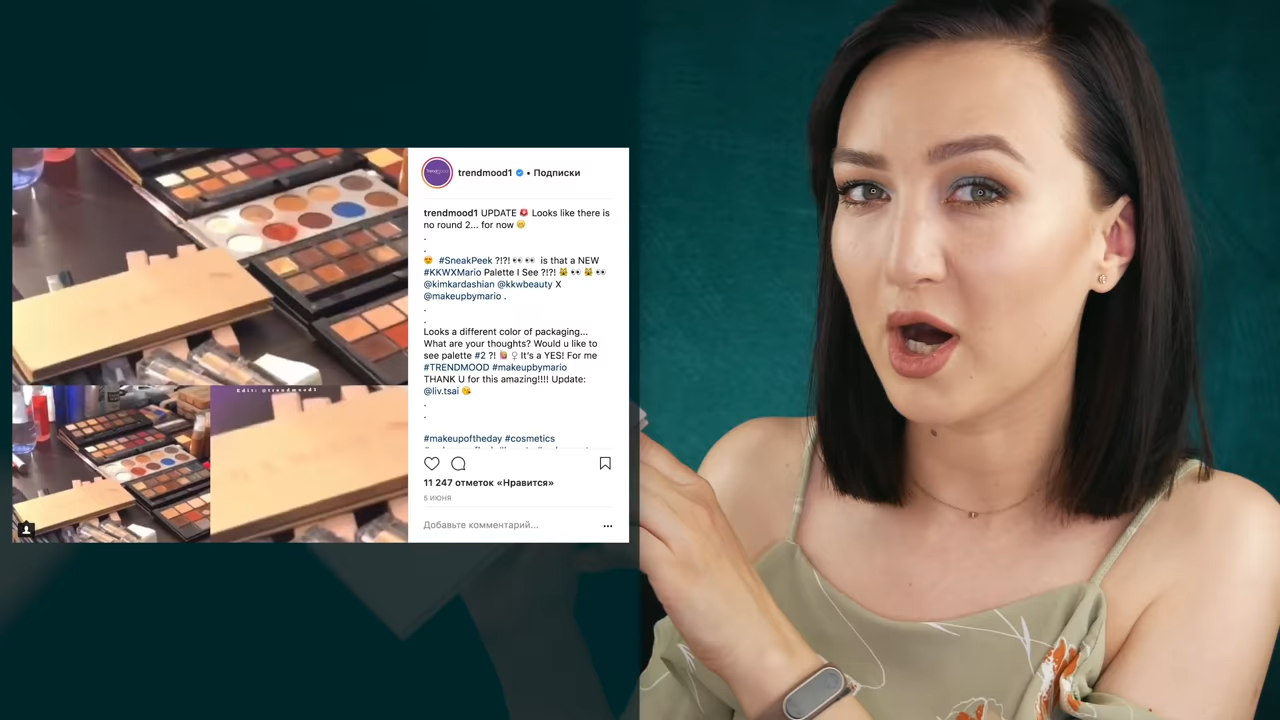 trendmood1 • Подписки
trendmood1 UPDATE Looks like there is
no round 2... for now
.
.
#SneakPeek ?!?! is that a NEW
#KKWXMario Palette I See ?!?!
@kimkardashian @kkwbeauty X
@makeupbymario .
.
.
Looks a different color of packaging...
What are your thoughts? Would u like to
see palette #2 ?! ♀ It's a YES! For me
#TRENDMOOD #makeupbymario
THANK U for this amazing!!!! Update:
@liv.tsai
.
.
#makeupoftheday #cosmetics
11 247 отметок «Нравится»
5 ИЮНЯ
Добавьте комментарий...
Edit: @trendmood1